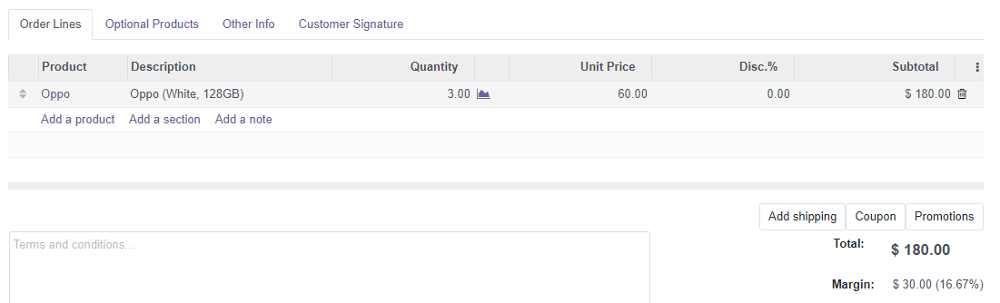 Order Lines Optional Products Other Info Customer Signature
Product Description Quantity Unit Price Disc.% Subtotal
Oppo Oppo (White, 128GB) 3.00 60.00 0.00 $ 180.00
Add a product Add a section Add a note
Add shipping Coupon Promotions
Terms and conditions...
Total: $ 180.00
Margin: $ 30.00 (16.67%)